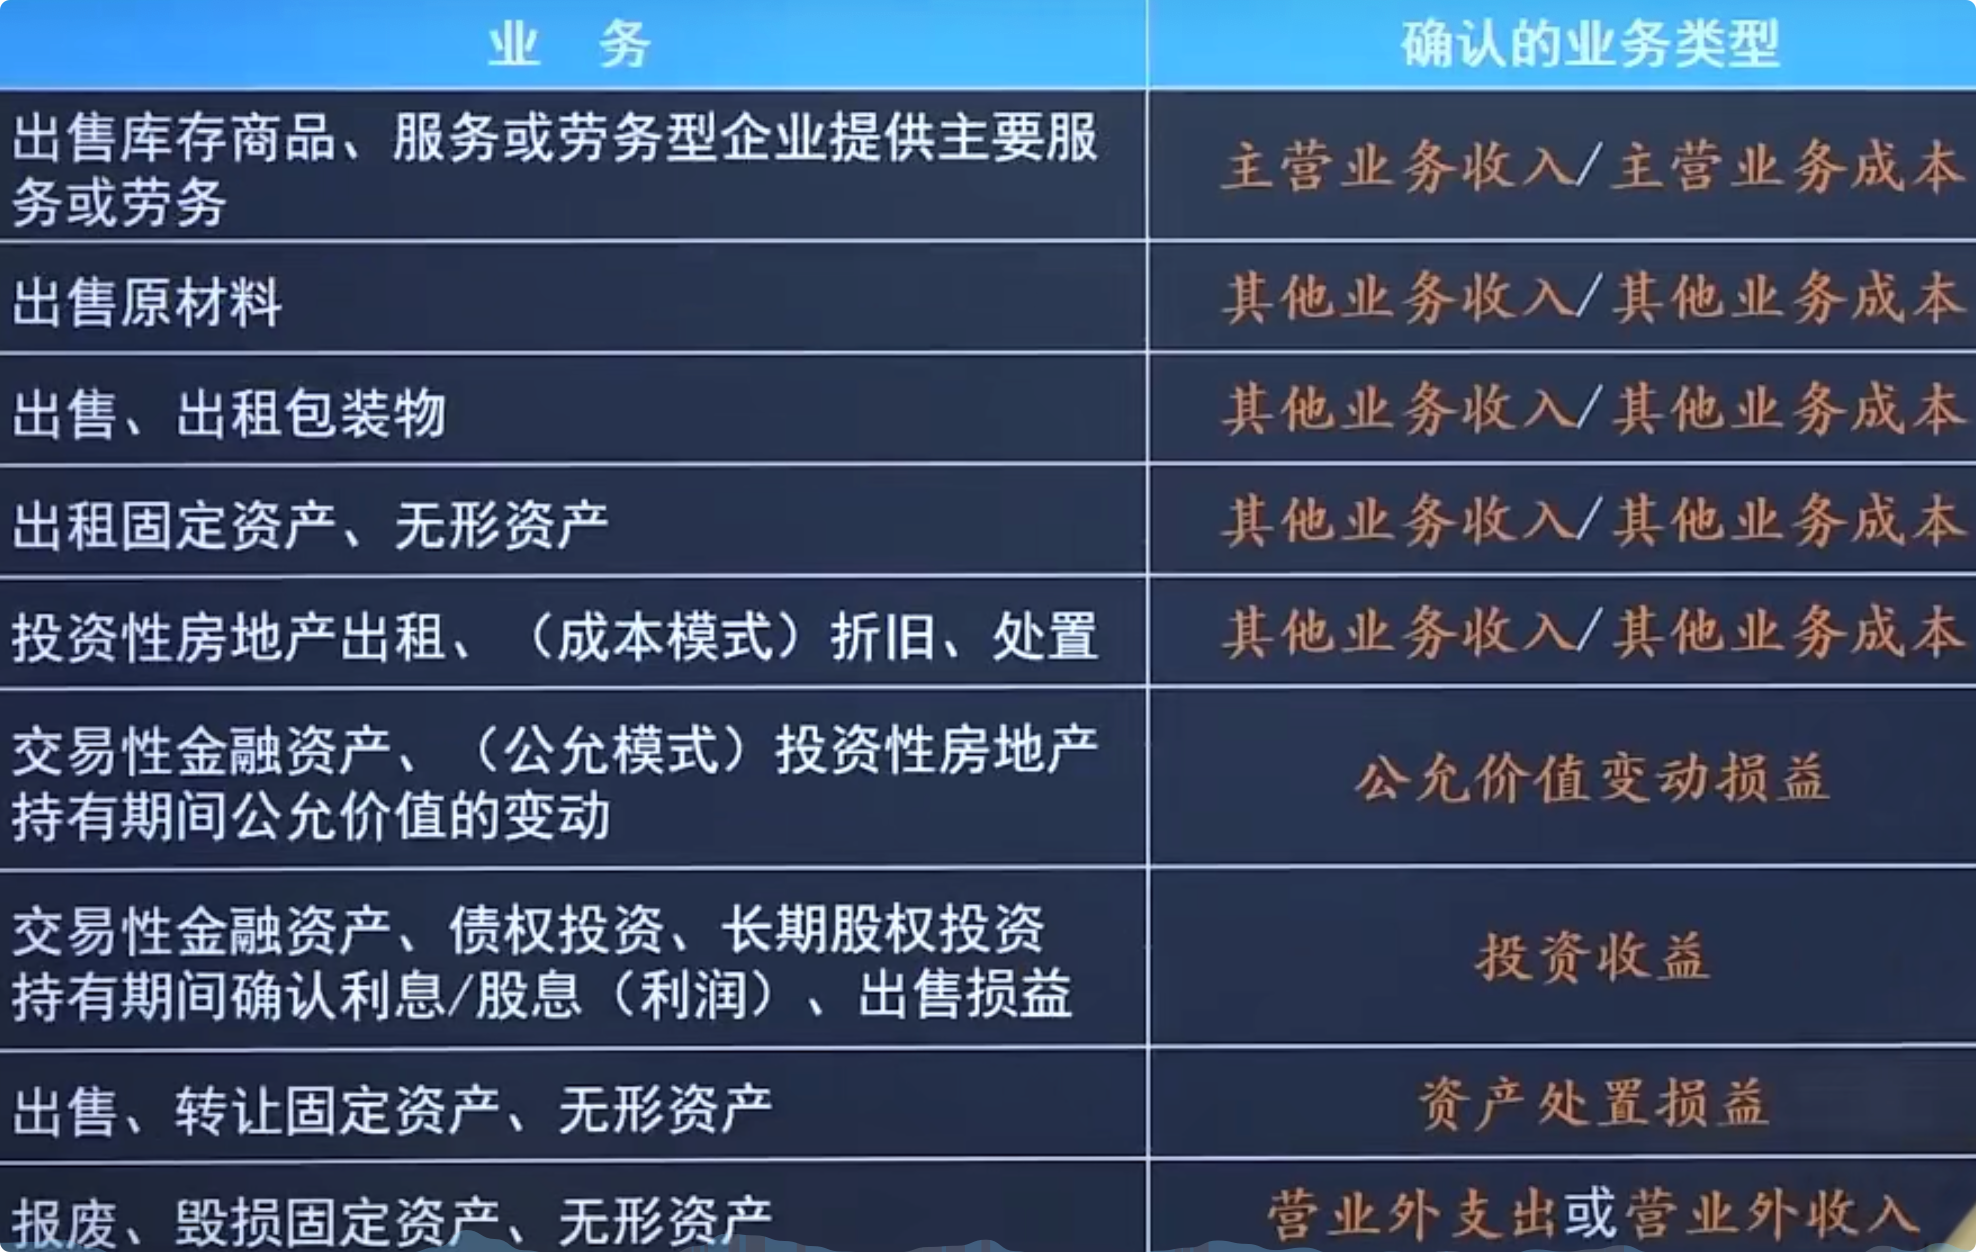 业 务 确认的业务类型
出售库存商品、服务或劳务型企业提供主要服
务或劳务
主营业务收入/主营业务成本
出售原材料 其他业务收入/其他业务成本
出售、出租包装物 其他业务收入/其他业务成本
出租固定资产、无形资产 其他业务收入/其他业务成本
投资性房地产出租、（成本模式）折旧、处置 其他业务收入/其他业务成本
交易性金融资产、（公允模式）投资性房地产
持有期间公允价值的变动
公允价值变动损益
交易性金融资产、债权投资、长期股权投资
持有期间确认利息/股息（利润）、出售损益
投资收益
出售、转让固定资产、无形资产 资产处置损益
报废、毁损固定资产、无形资产 营业外支出或营业外收入